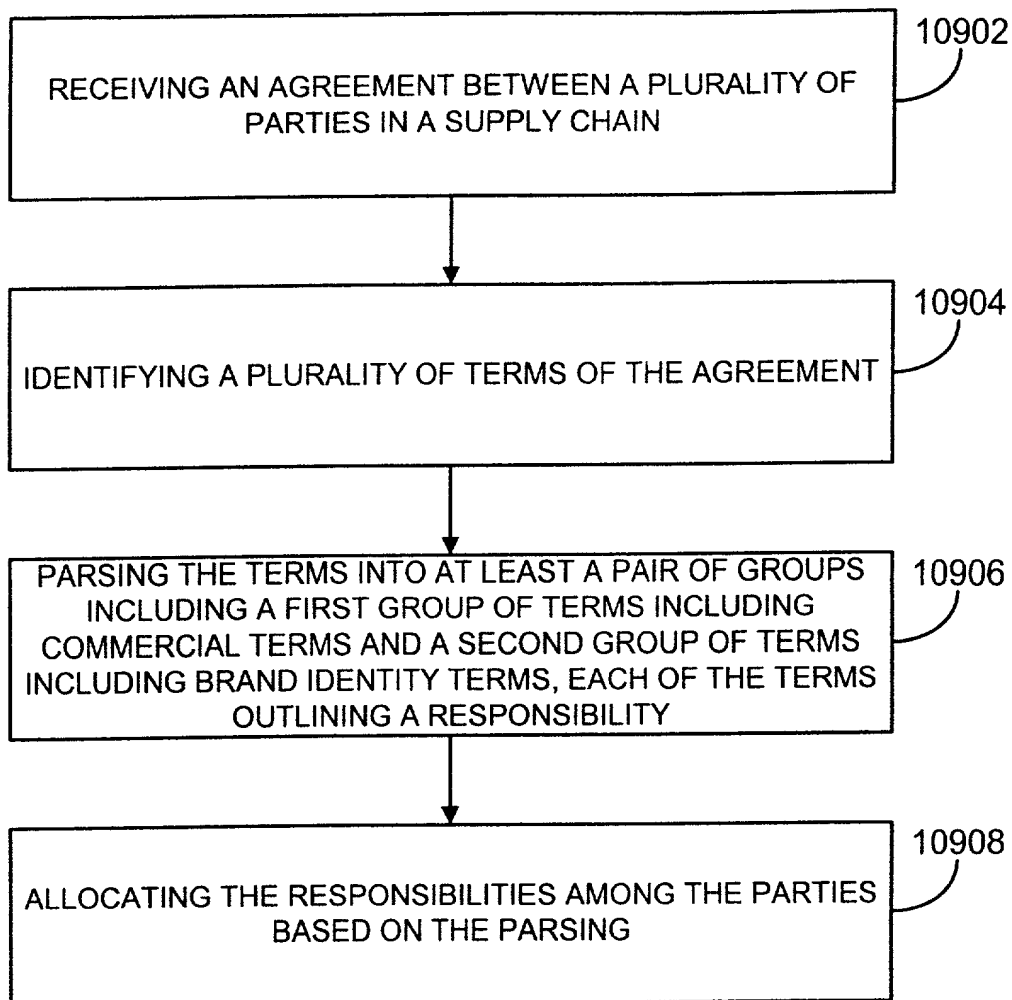 10902
RECEIVING AN AGREEMENT BETWEEN A PLURALITY OF
PARTIES IN A SUPPLY CHAIN
10904
IDENTIFYING A PLURALITY OF TERMS OF THE AGREEMENT
10906
PARSING THE TERMS INTO AT LEAST A PAIR OF GROUPS
INCLUDING A FIRST GROUP OF TERMS INCLUDING
COMMERCIAL TERMS AND A SECOND GROUP OF TERMS
INCLUDING BRAND IDENTITY TERMS, EACH OF THE TERMS
OUTLINING A RESPONSIBILITY
10908
ALLOCATING THE RESPONSIBILITIES AMONG THE PARTIES
BASED ON THE PARSING